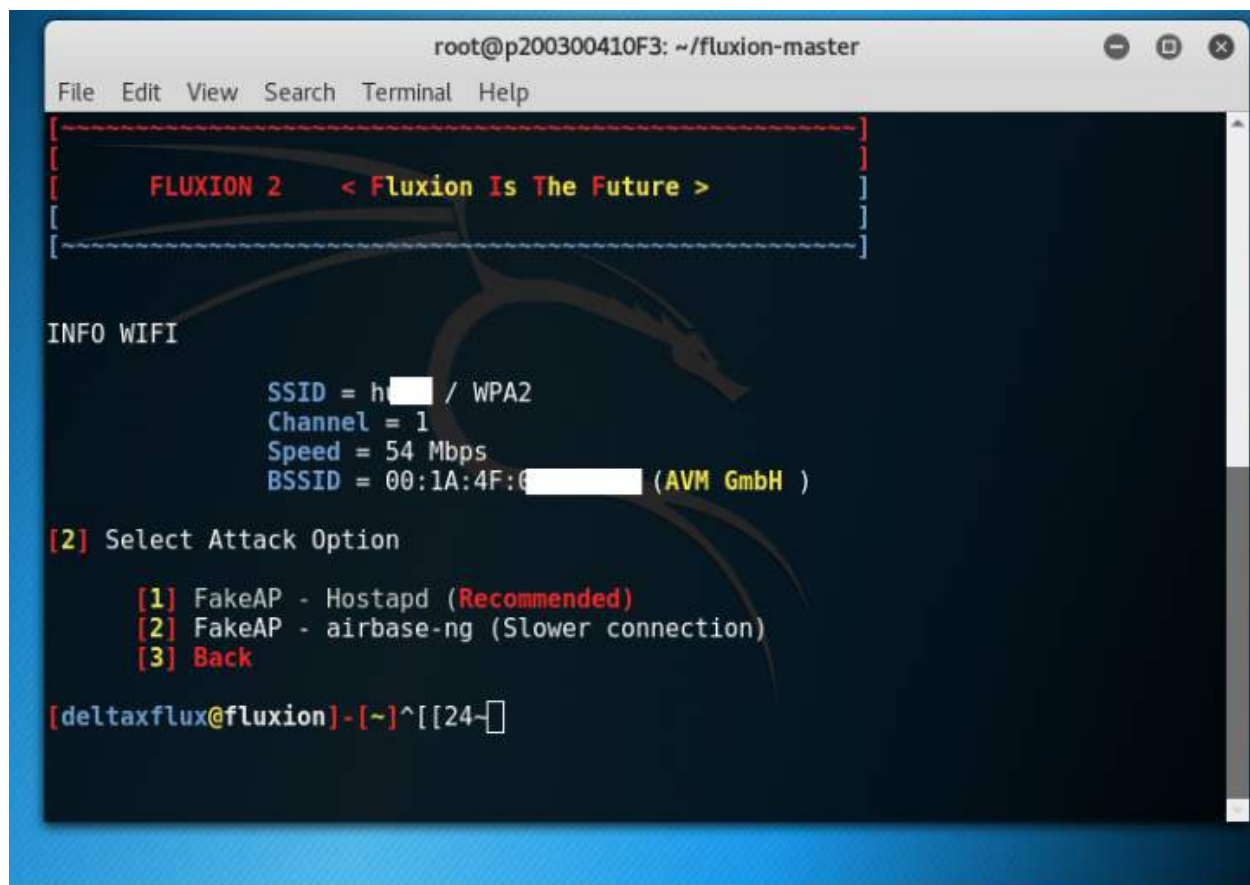 root@p200300410F3: ~/fluxion-master
File Edit View Search Terminal Help
[~~~~~~~~~~~~~~~~~~~~~~~~~~~~~~~~~~~~~~~~~~~~~~~~~~~~~~]
[ ]
[ FLUXION 2 < Fluxion Is The Future > ]
[ ]
[~~~~~~~~~~~~~~~~~~~~~~~~~~~~~~~~~~~~~~~~~~~~~~~~~~~~~~]
INFO WIFI
SSID = / WPA2
Channel = 1
Speed = 54 Mbps
BSSID = 00:1A:4F: (AVM GmbH )
[2] Select Attack Option
[1] FakeAP - Hostapd (Recommended)
[2] FakeAP - airbase-ng (Slower connection)
[3] Back
[deltaxflux@fluxion]-[~]^[[24~